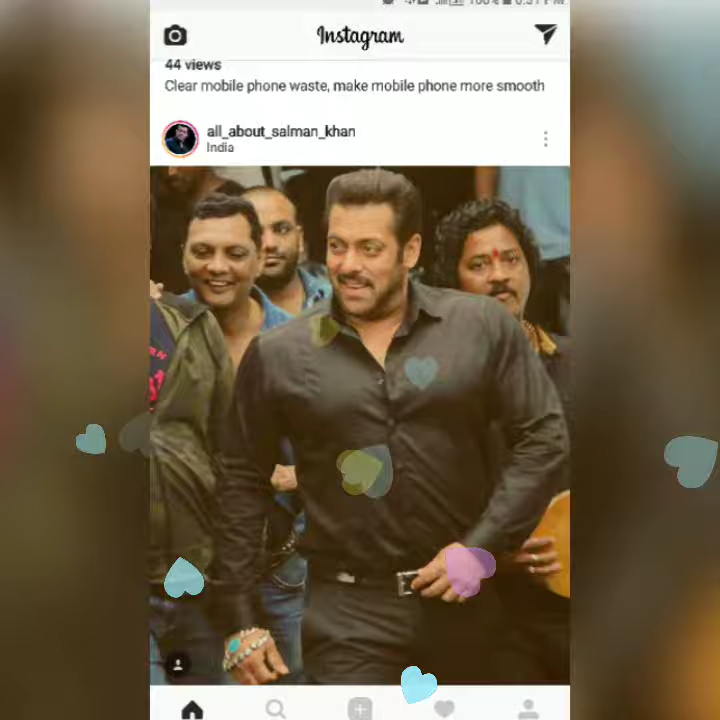 Instagram
44 views
Clear mobile phone waste, make mobile phone more smooth
all_about_salman_khan
India